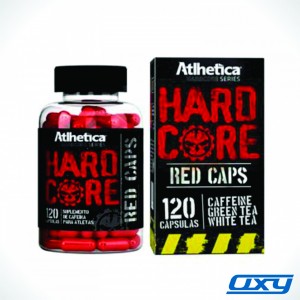 Atlhetica
HARDCORE SERIES
HARD
CORE
RED CAPS
120
CÁPSULAS
SUPLEMENTO
DE CAFEÍNA
PARA ATLETAS
Atlhetica
HARDCORE SERIES
HARD
CORE
RED CAPS
120
CÁPSULAS
CAFFEINE
GREEN TEA
WHITE TEA
OXY